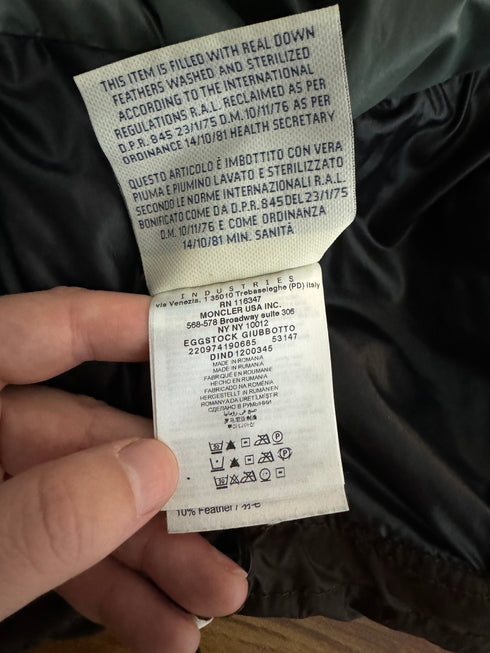 THIS ITEM IS FILLED WITH REAL DOWN
FEATHERS WASHED AND STERILIZED
ACCORDING TO THE INTERNATIONAL
REGULATIONS R.A.L. RECLAIMED AS PER
D.P.R. 845 23/1/75 D.M. 10/11/76 AS PER
ORDINANCE 14/10/81 HEALTH SECRETARY
QUESTO ARTICOLO È IMBOTTITO CON VERA
PIUMA E PIUMINO LAVATO E STERILIZZATO
SECONDO LE NORME INTERNAZIONALI R.A.L.
BONIFICATO COME DA D.P.R. 845 DEL 23/1/75
D.M. 10/11/76 E COME ORDINANZA
14/10/81 MIN. SANITÀ
INDUSTRIES
via Venezia, 1 35010 Trebaseleghe (PD) Italy
RN 116347
MONCLER USA INC.
568-578 Broadway suite 306
NY NY 10012
EGGSTOCK GIUBBOTTO
220974190685 53147
DIND1200345
MADE IN ROMANIA
MADE IN RUMANIA
FABRIQUÉ EN ROUMANIE
HECHO EN RUMANIA
FABRICADO NA ROMÉNIA
HERGESTELLT IN RUMÄNIEN
СДЕЛАНО В РУМЫНИИ
10% Feather / 羽毛